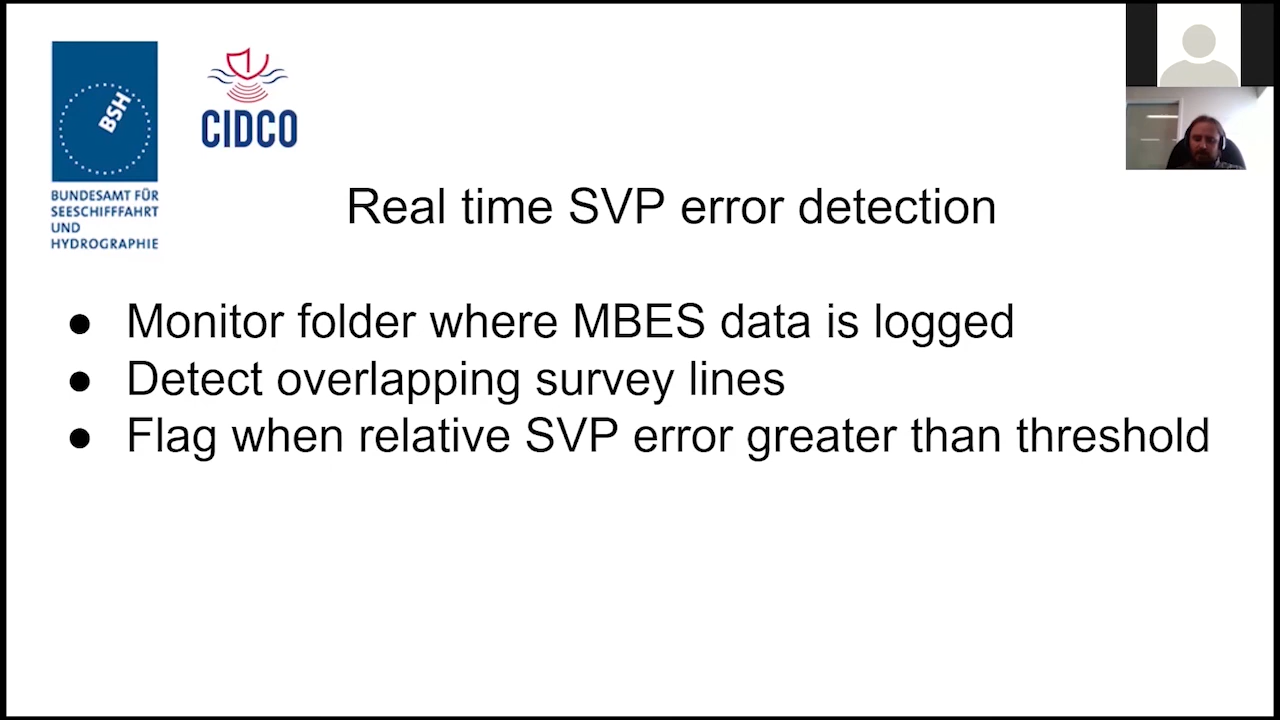 BSH
BUNDESAMT FÜR
SEESCHIFFFAHRT
UND
HYDROGRAPHIE
CIDCO
Real time SVP error detection
● Monitor folder where MBES data is logged
● Detect overlapping survey lines
● Flag when relative SVP error greater than threshold